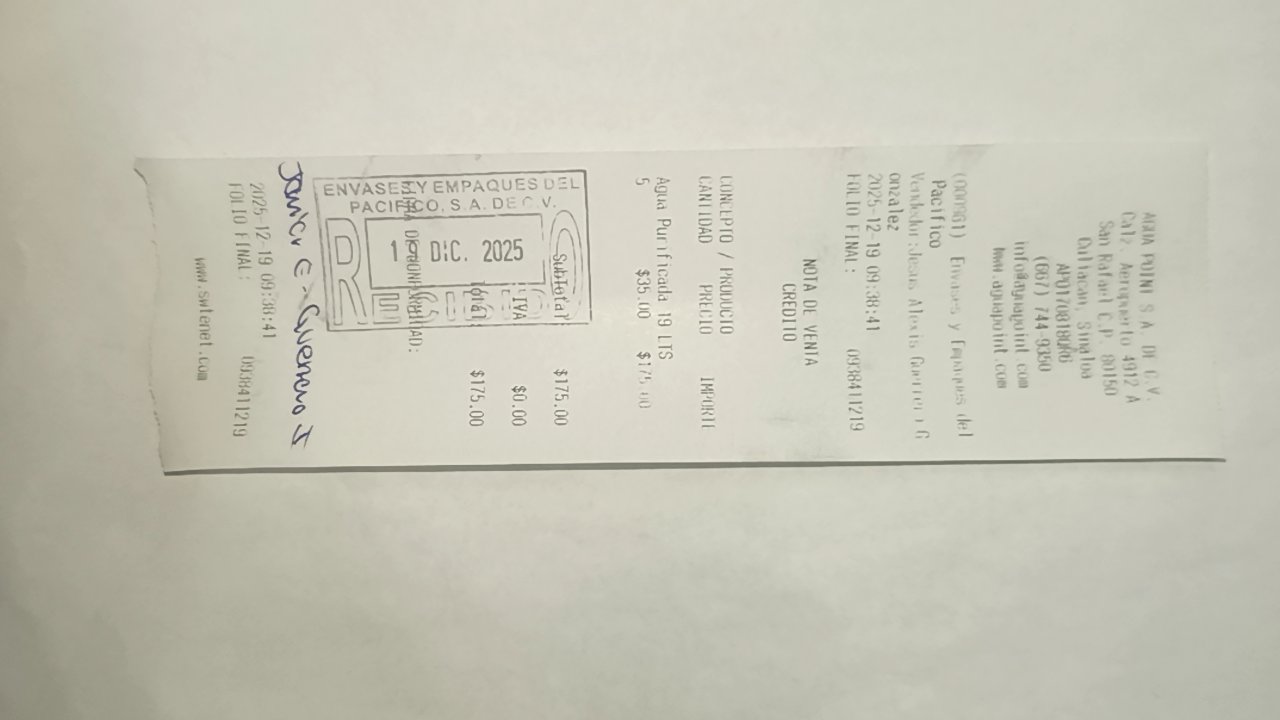 AGUA POINT S.A. DE C.V.
Calz. Aeropuerto 4912 A
San Rafael C.P. 80150
Culiacan, Sinaloa
(667) 744-9350
info@aguapoint.com
www.aguapoint.com
Envases y Empaques del
Pacifico
Vendedor:Jesus Alexis Guerrero G
onzalez
2025-12-19 09:38:41
FOLIO FINAL: 0938411219
NOTA DE VENTA
CREDITO
CONCEPTO / PRODUCTO
CANTIDAD PRECIO IMPORTE
Agua Purificada 19 LTS
5 $35.00 $175.00
SubTotal $175.00
IVA $0.00
Total: $175.00
ENVASES Y EMPAQUES DEL
PACIFICO, S.A. DE C.V.
DIC. 2025
Guerrero
2025-12-19 09:38:41
FOLIO FINAL: 0938411219
www.swtenet.com